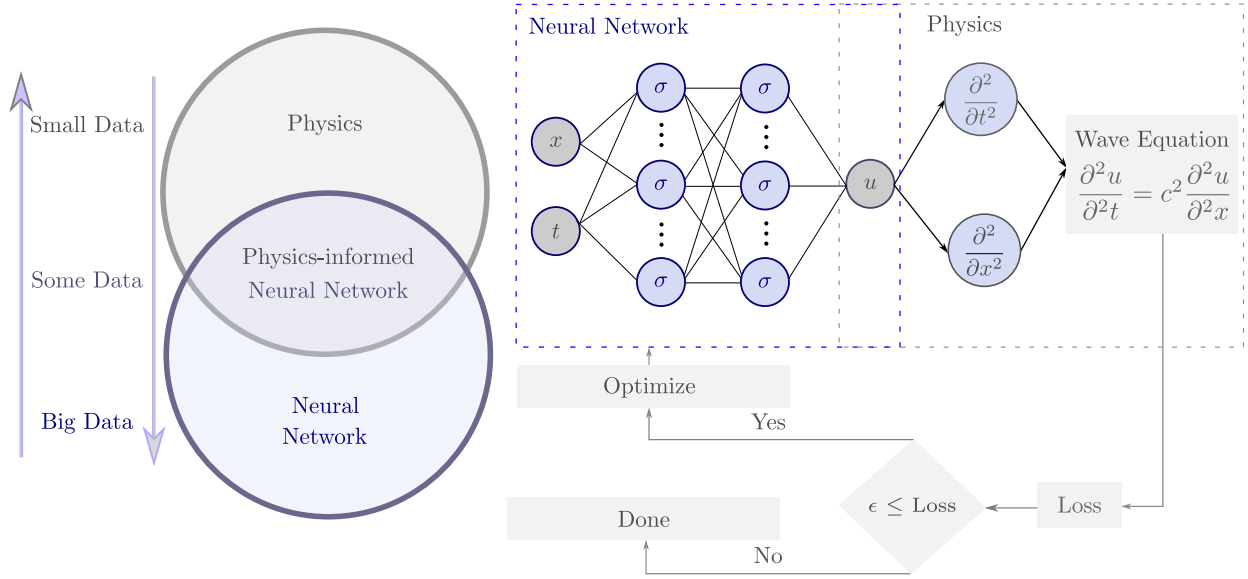 Small Data
Some Data
Big Data
Physics
Physics-informed
Neural Network
Neural
Network
Neural Network
Physics
x
t
σ
σ
σ
σ
σ
σ
u
∂²/∂t²
∂²/∂x²
Wave Equation
∂²u/∂²t = c² ∂²u/∂²x
Optimize
Yes
ϵ ≤ Loss
Loss
Done
No